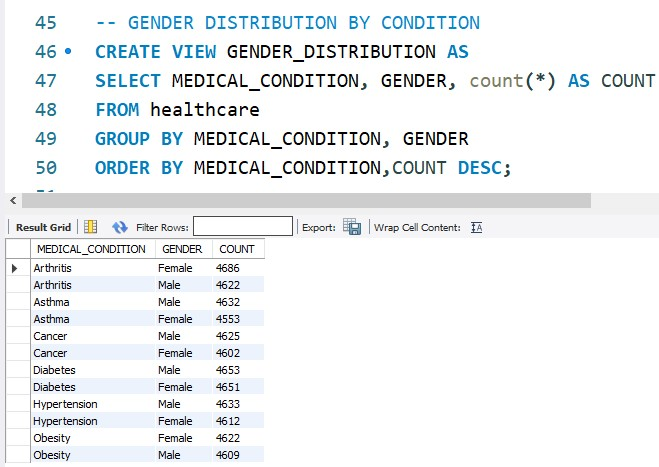 45 -- GENDER DISTRIBUTION BY CONDITION
46 CREATE VIEW GENDER_DISTRIBUTION AS
47 SELECT MEDICAL_CONDITION, GENDER, count(*) AS COUNT
48 FROM healthcare
49 GROUP BY MEDICAL_CONDITION, GENDER
50 ORDER BY MEDICAL_CONDITION,COUNT DESC;
Result Grid Filter Rows: Export: Wrap Cell Content:
MEDICAL_CONDITION GENDER COUNT
Arthritis Female 4686
Arthritis Male 4622
Asthma Male 4632
Asthma Female 4553
Cancer Male 4625
Cancer Female 4602
Diabetes Male 4653
Diabetes Female 4651
Hypertension Male 4633
Hypertension Female 4612
Obesity Female 4622
Obesity Male 4609